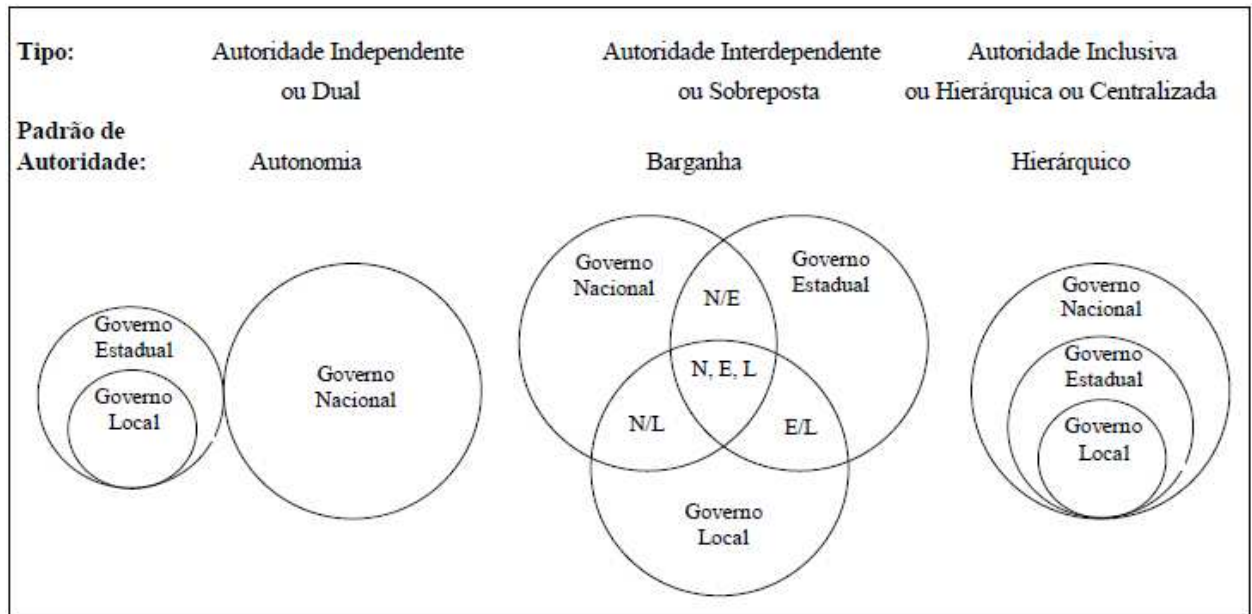 Tipo:
Autoridade Independente
ou Dual
Autoridade Interdependente
ou Sobreposta
Autoridade Inclusiva
ou Hierárquica ou Centralizada
Padrão de
Autoridade:
Autonomia
Barganha
Hierárquico
Governo
Estadual
Governo
Local
Governo
Nacional
Governo
Nacional
N/E
Governo
Estadual
N, E, L
N/L
E/L
Governo
Local
Governo
Nacional
Governo
Estadual
Governo
Local